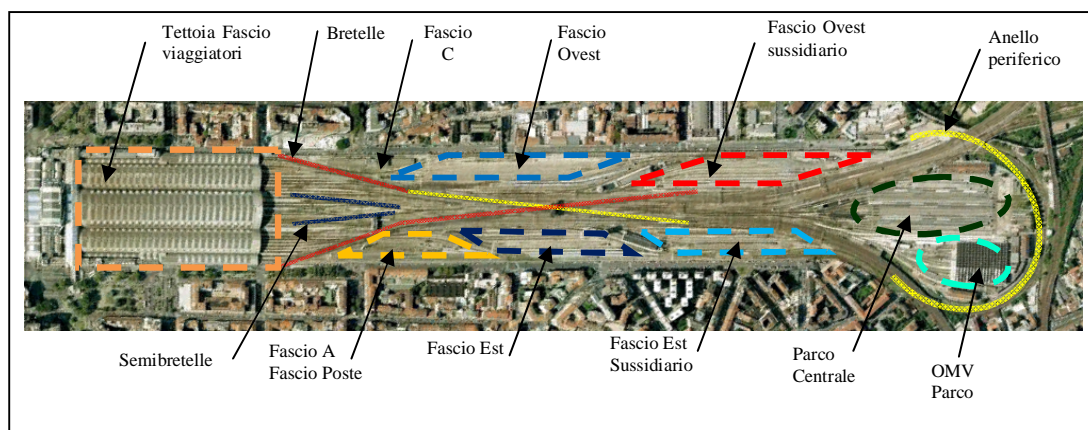 Tettoia Fascio
viaggiatori
Bretelle
Fascio
C
Fascio
Ovest
Fascio Ovest
sussidiario
Anello
periferico
Semibretelle
Fascio A
Fascio Poste
Fascio Est
Fascio Est
Sussidiario
Parco
Centrale
OMV
Parco